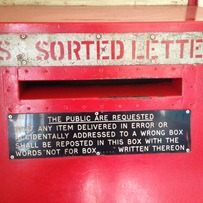 S SORTED LETTE
THE PUBLIC ARE REQUESTED
ANY ITEM DELIVERED IN ERROR OR
ACCIDENTALLY ADDRESSED TO A WRONG BOX
SHALL BE REPOSTED IN THIS BOX WITH THE
WORDS 'NOT FOR BOX WRITTEN THEREON